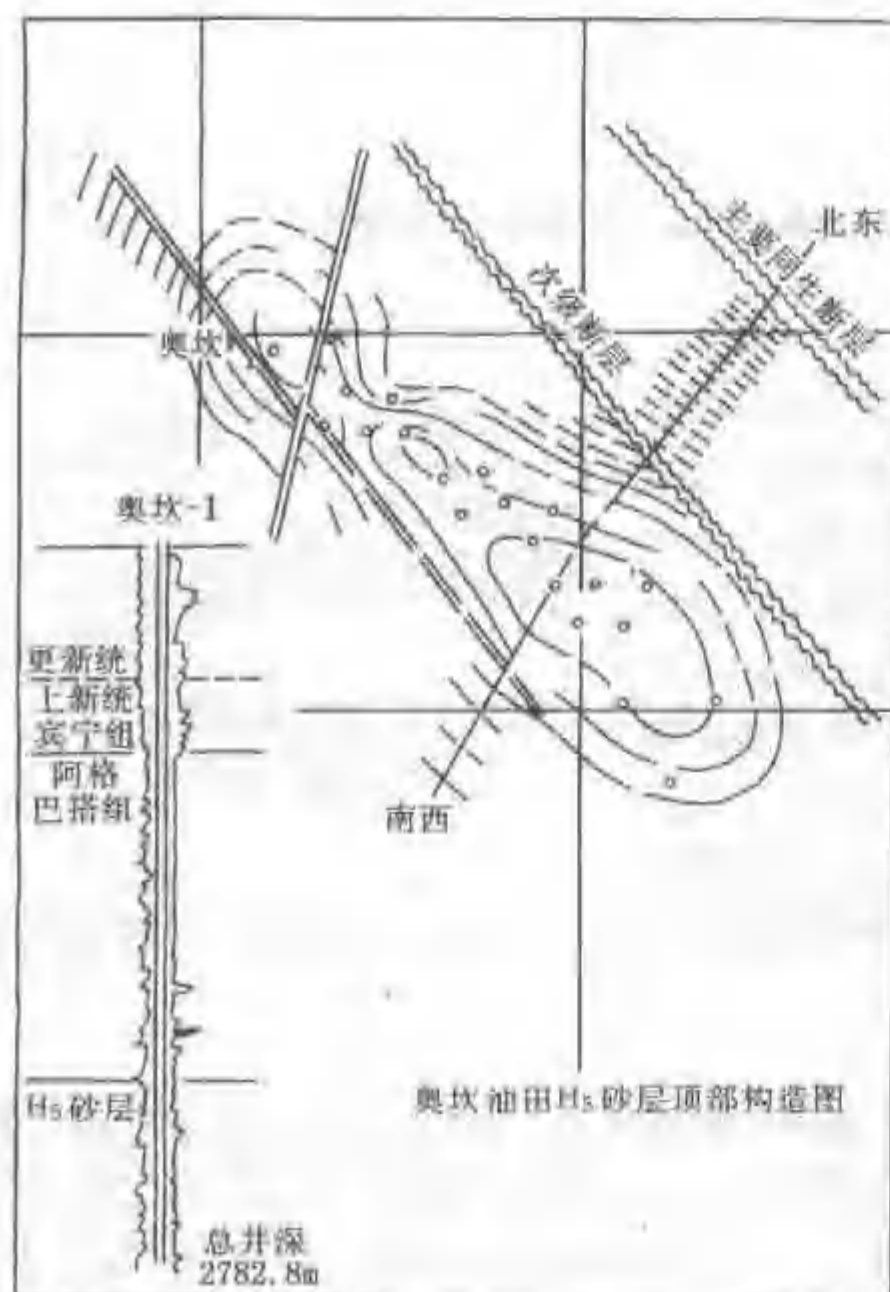 北东
主要同生断层
次级断层
奥坎
奥坎-1
更新统
上新统
宾宁组
阿格
巴搭组
南西
H₅砂层
奥坎油田H₅砂层顶部构造图
总井深
2782.8m